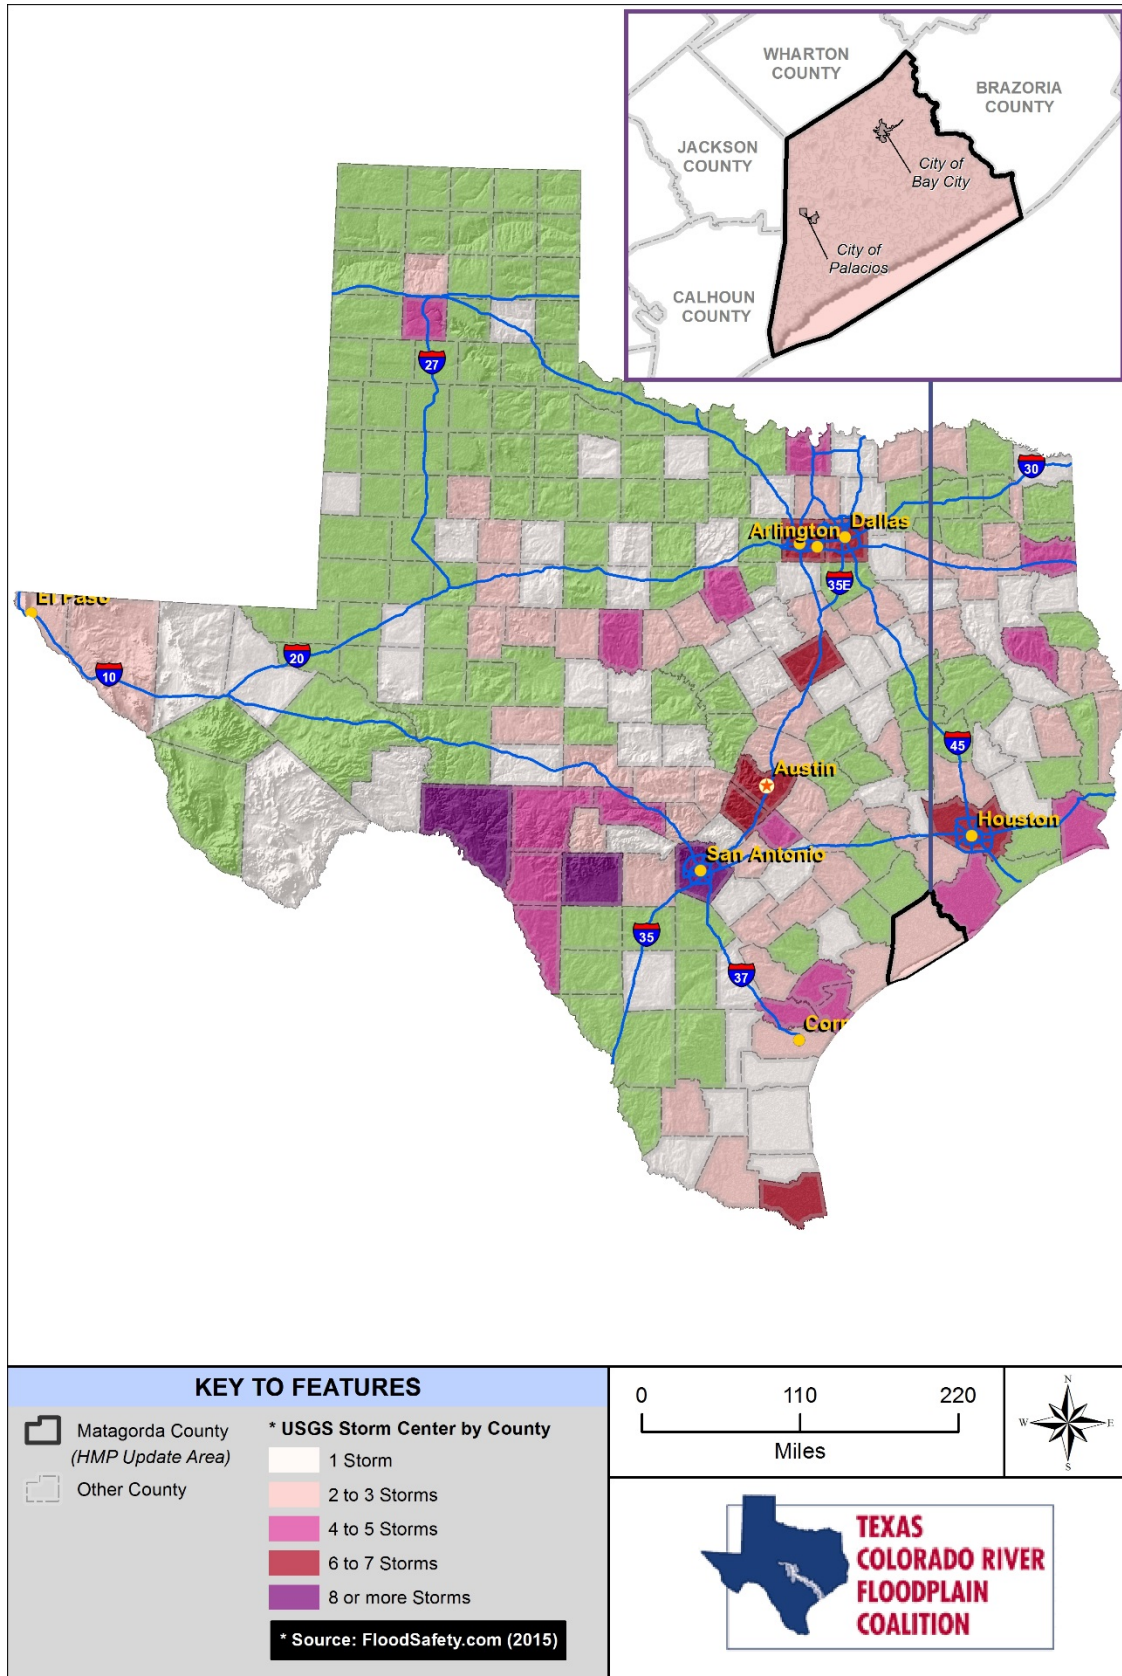 WHARTON
COUNTY
BRAZORIA
COUNTY
JACKSON
COUNTY
City of
Bay City
City of
Palacios
CALHOUN
COUNTY
27
30
Arlington
Dallas
35E
El Paso
20
10
45
Austin
Houston
San Antonio
35
37
Corp
KEY TO FEATURES
Matagorda County
(HMP Update Area)
Other County
* USGS Storm Center by County
1 Storm
2 to 3 Storms
4 to 5 Storms
6 to 7 Storms
8 or more Storms
* Source: FloodSafety.com (2015)
0 110 220
Miles
N
W E
S
TEXAS
COLORADO RIVER
FLOODPLAIN
COALITION